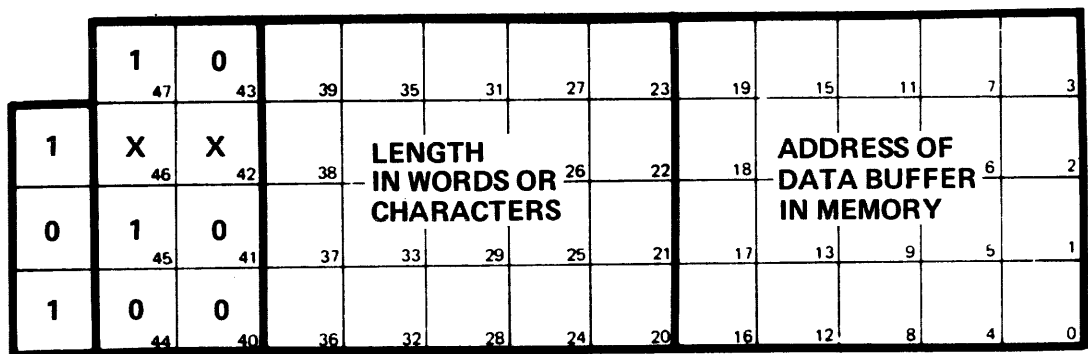 1 0
47 43 39 35 31 27 23 19 15 11 7 3
1 X X LENGTH ADDRESS OF
46 42 38 IN WORDS OR 26 22 18 DATA BUFFER 6 2
CHARACTERS IN MEMORY
0 1 0
45 41 37 33 29 25 21 17 13 9 5 1
1 0 0
44 40 36 32 28 24 20 16 12 8 4 0